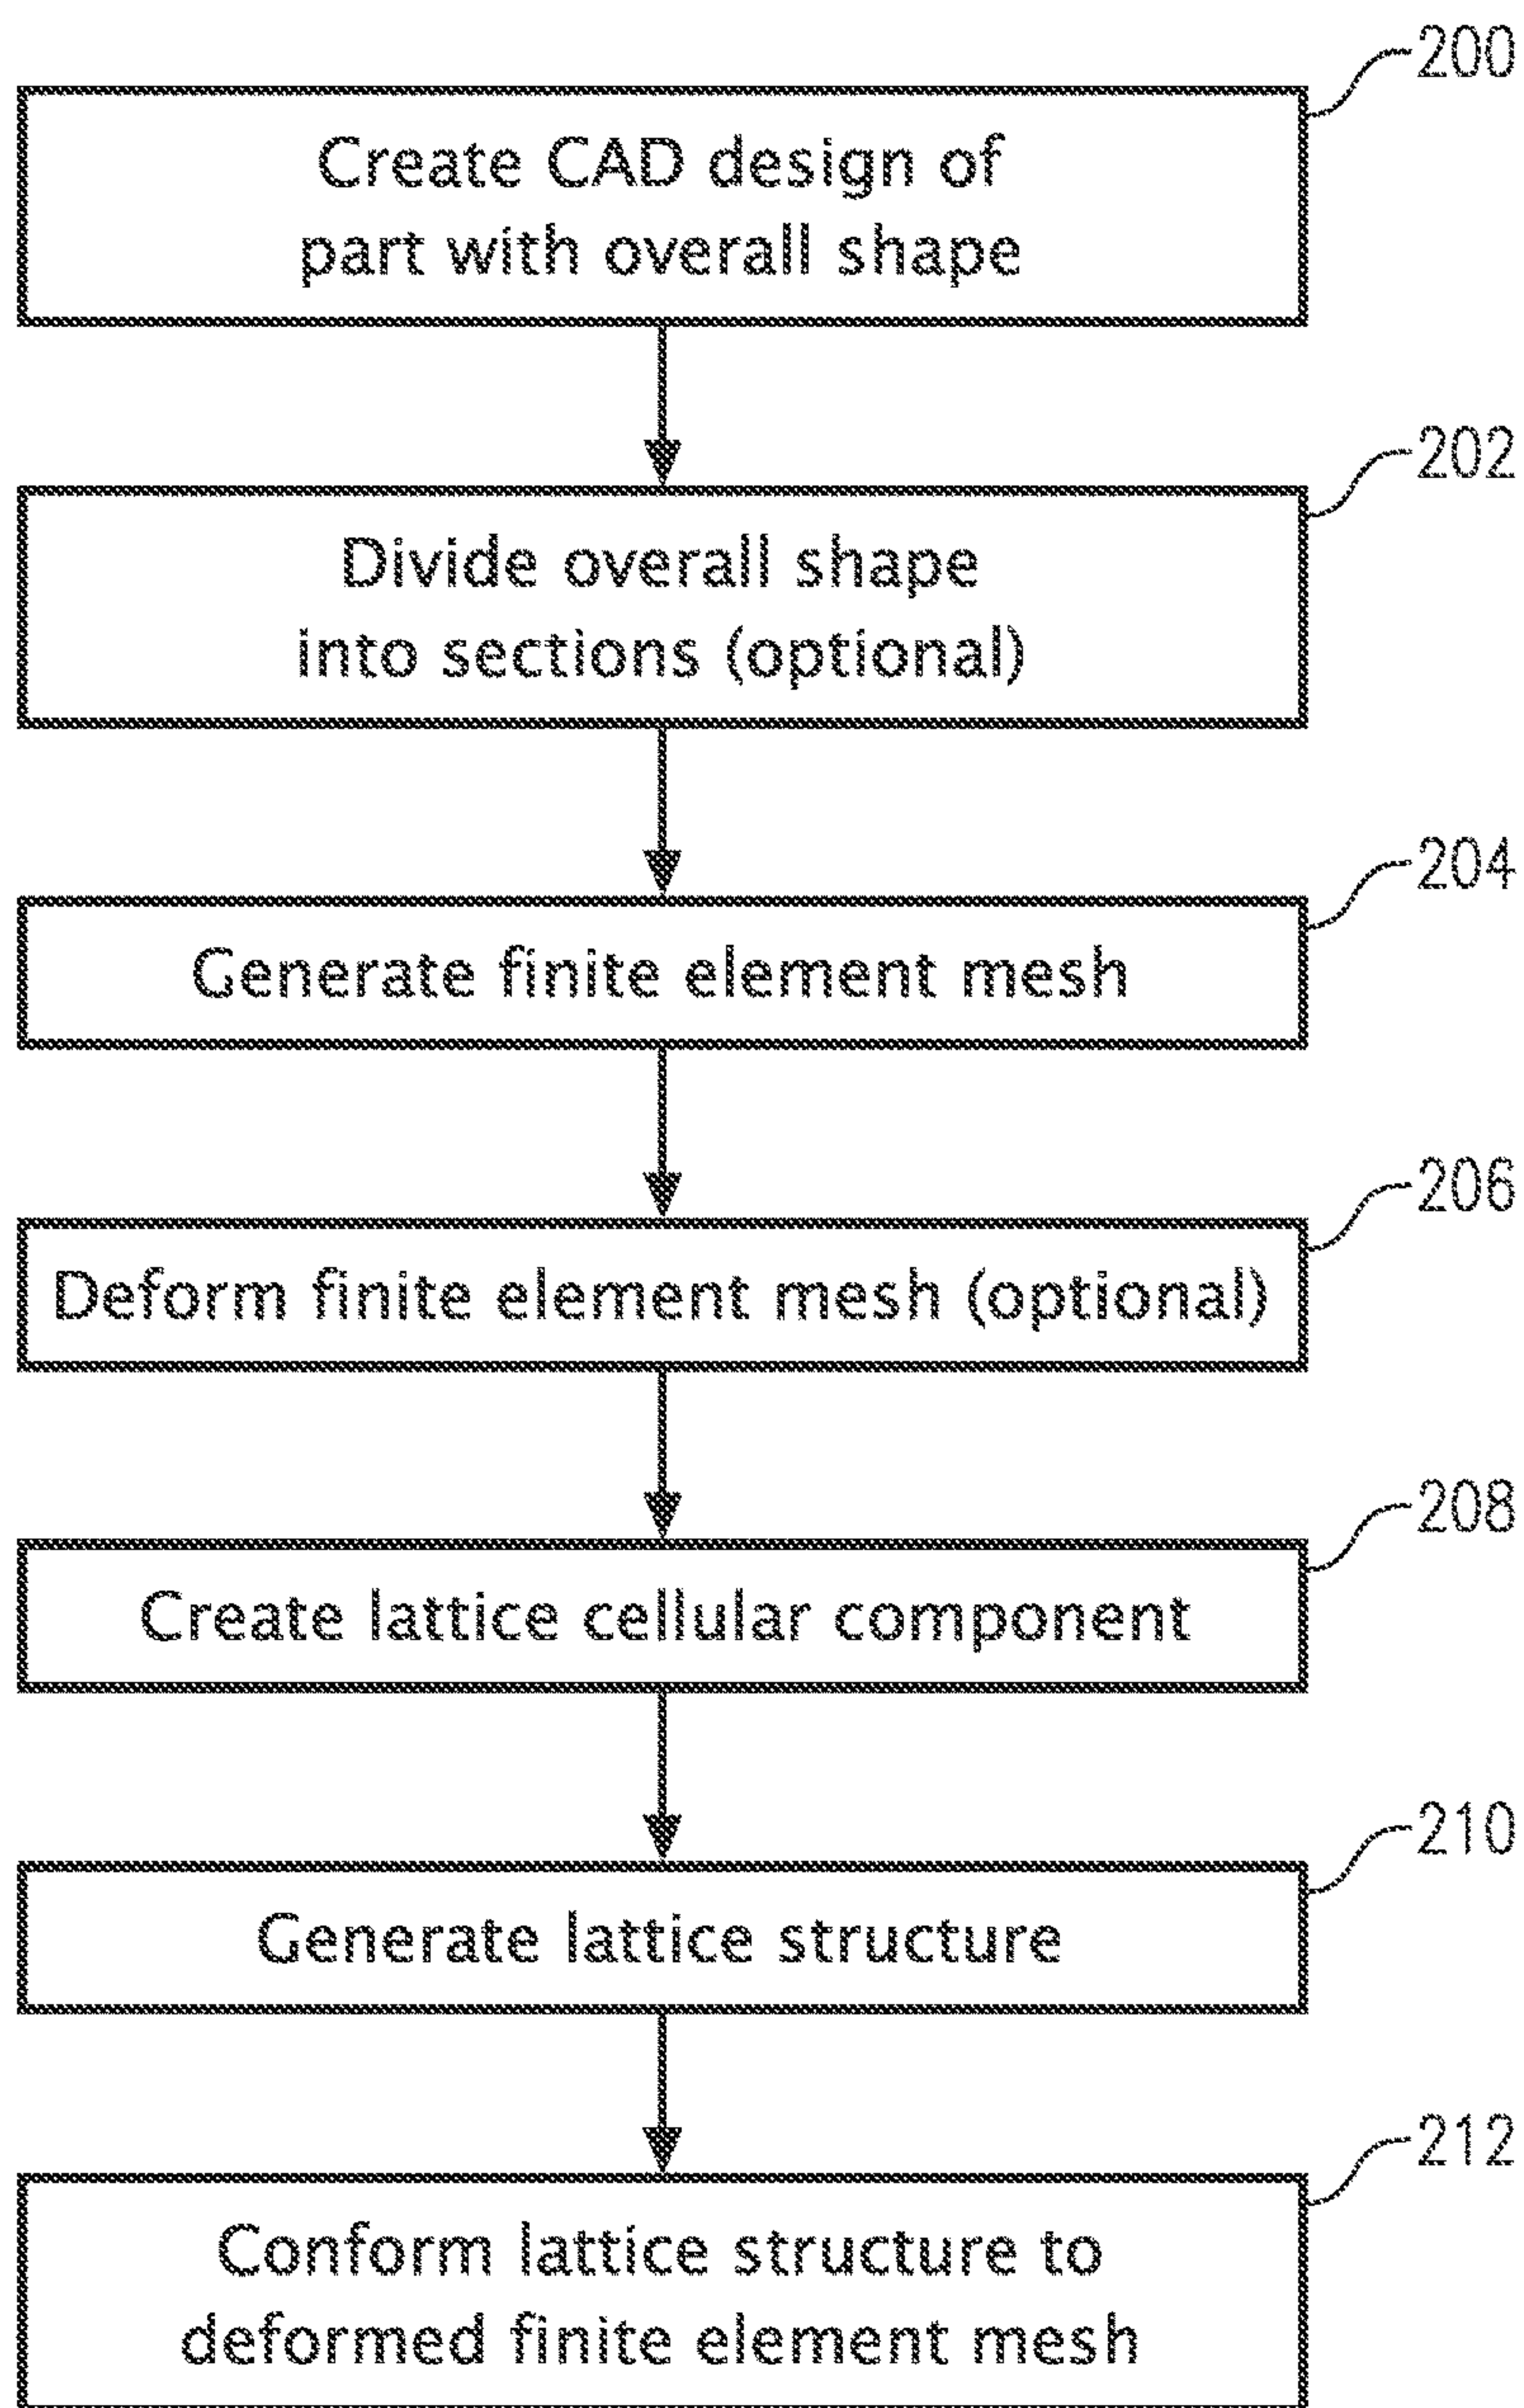 200
Create CAD design of
part with overall shape
202
Divide overall shape
into sections (optional)
204
Generate finite element mesh
206
Deform finite element mesh (optional)
208
Create lattice cellular component
210
Generate lattice structure
212
Conform lattice structure to
deformed finite element mesh